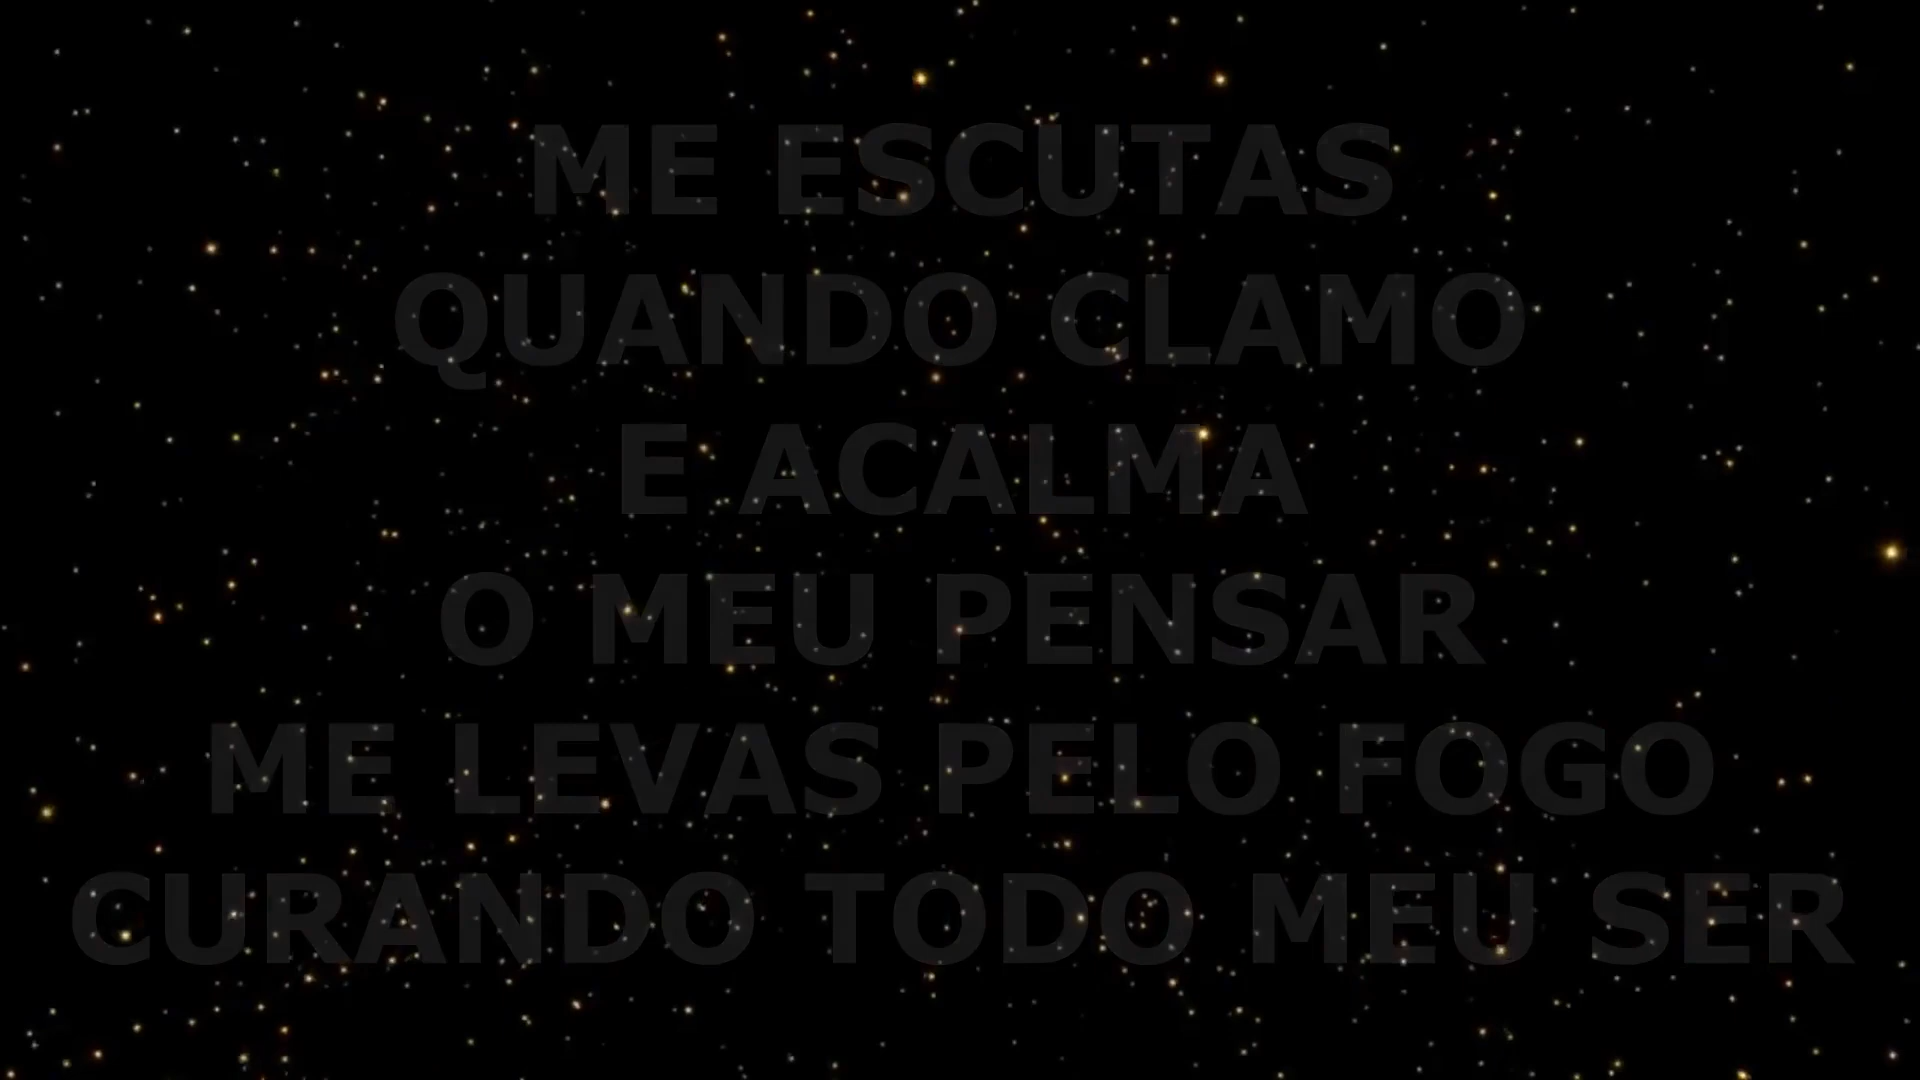 ME ESCUTAS
QUANDO CLAMO
E ACALMA
O MEU PENSAR
ME LEVAS PELO FOGO
CURANDO TODO MEU SER